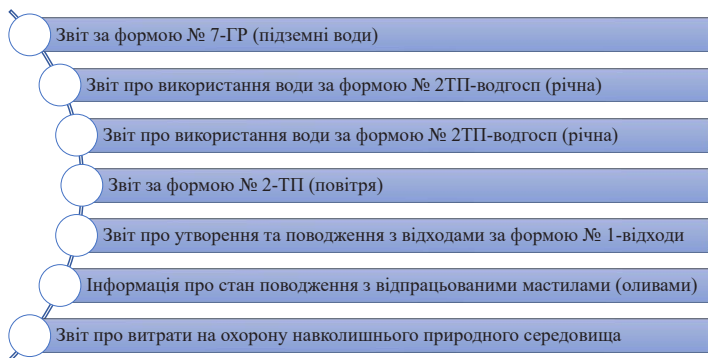 Звіт за формою № 7-ГР (підземні води)
Звіт про використання води за формою № 2ТП-водгосп (річна)
Звіт про використання води за формою № 2ТП-водгосп (річна)
Звіт за формою № 2-ТП (повітря)
Звіт про утворення та поводження з відходами за формою № 1-відходи
Інформація про стан поводження з відпрацьованими мастилами (оливами)
Звіт про витрати на охорону навколишнього природного середовища